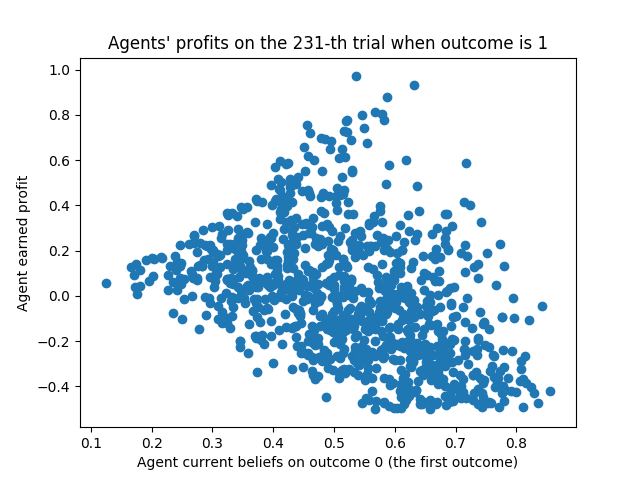 Agents' profits on the 231-th trial when outcome is 1
1.0
0.8
0.6
0.4
0.2
0.0
−0.2
−0.4
Agent earned profit
0.1 0.2 0.3 0.4 0.5 0.6 0.7 0.8
Agent current beliefs on outcome 0 (the first outcome)